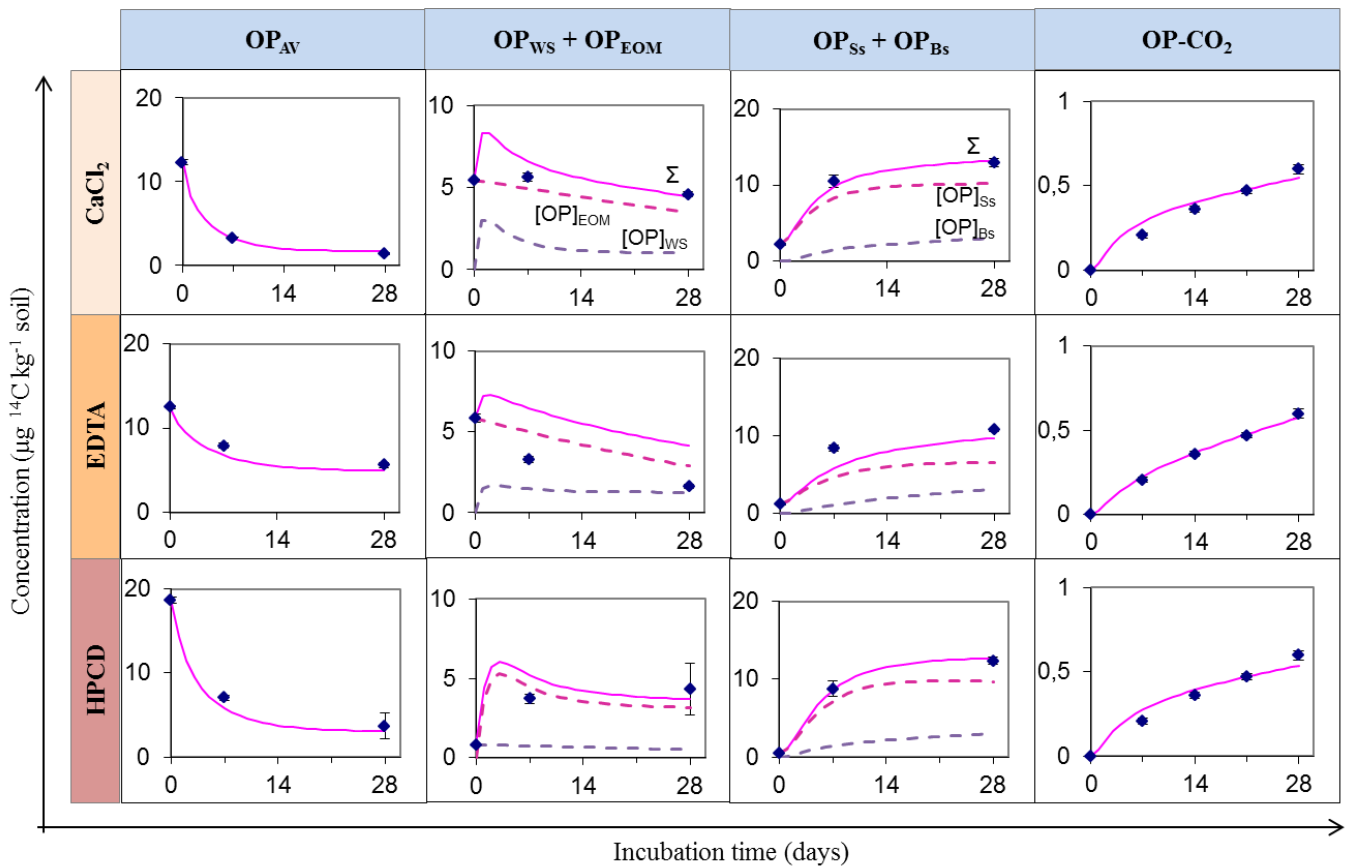 OP_AV
OP_WS + OP_EOM
OP_Ss + OP_Bs
OP-CO₂
Concentration (µg ¹⁴C kg⁻¹ soil)
CaCl₂
20
10
0
0 14 28
10
5
0
0 14 28
Σ
[OP]_EOM
[OP]_WS
20
10
0
0 14 28
Σ
[OP]_Ss
[OP]_Bs
1
0,5
0
0 14 28
EDTA
20
10
0
0 14 28
10
5
0
0 14 28
20
10
0
0 14 28
1
0,5
0
0 14 28
HPCD
20
10
0
0 14 28
10
5
0
0 14 28
20
10
0
0 14 28
1
0,5
0
0 14 28
Incubation time (days)